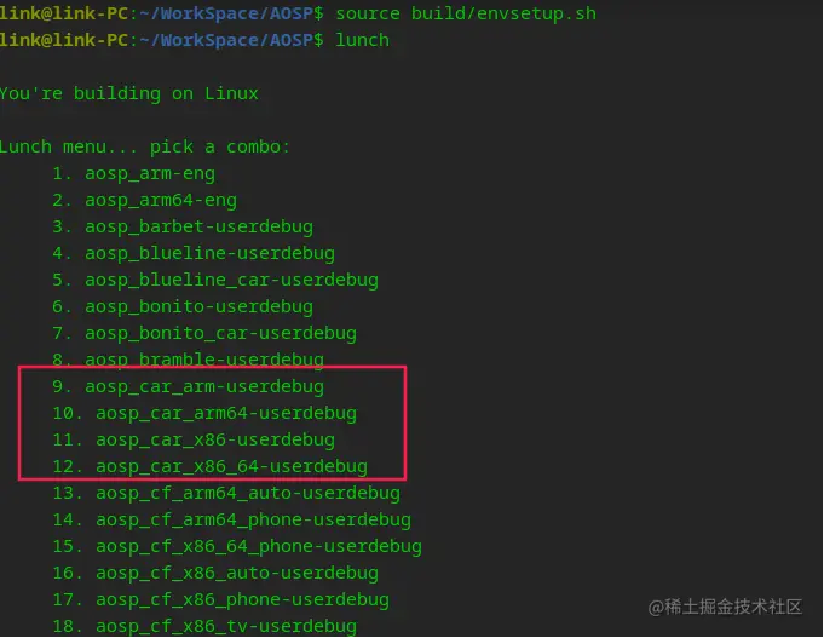 link@link-PC:~/WorkSpace/AOSP$ source build/envsetup.sh
link@link-PC:~/WorkSpace/AOSP$ lunch
You're building on Linux
Lunch menu... pick a combo:
1. aosp_arm-eng
2. aosp_arm64-eng
3. aosp_barbet-userdebug
4. aosp_blueline-userdebug
5. aosp_blueline_car-userdebug
6. aosp_bonito-userdebug
7. aosp_bonito_car-userdebug
8. aosp_bramble-userdebug
9. aosp_car_arm-userdebug
10. aosp_car_arm64-userdebug
11. aosp_car_x86-userdebug
12. aosp_car_x86_64-userdebug
13. aosp_cf_arm64_auto-userdebug
14. aosp_cf_arm64_phone-userdebug
15. aosp_cf_x86_64_phone-userdebug
16. aosp_cf_x86_auto-userdebug
17. aosp_cf_x86_phone-userdebug
18. aosp_cf_x86_tv-userdebug
@稀土掘金技术社区